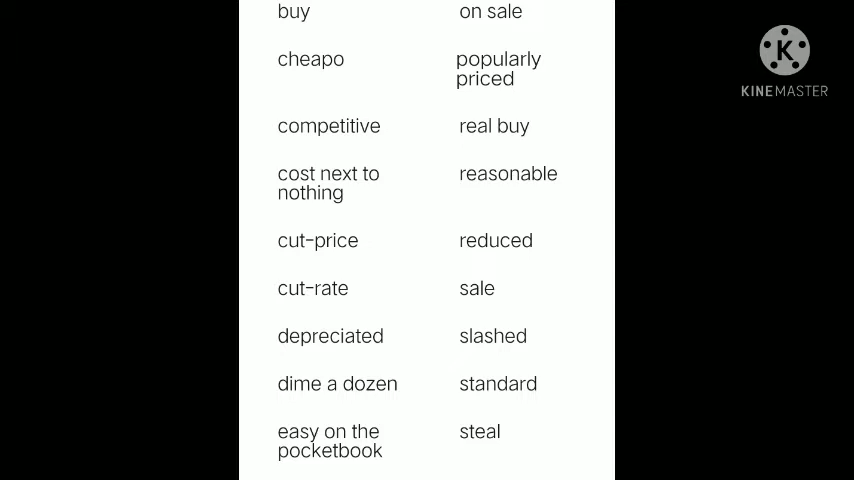 buy
on sale
cheapo
popularly
priced
competitive
real buy
cost next to
nothing
reasonable
cut-price
reduced
cut-rate
sale
depreciated
slashed
dime a dozen
standard
easy on the
pocketbook
steal
K
KINEMASTER